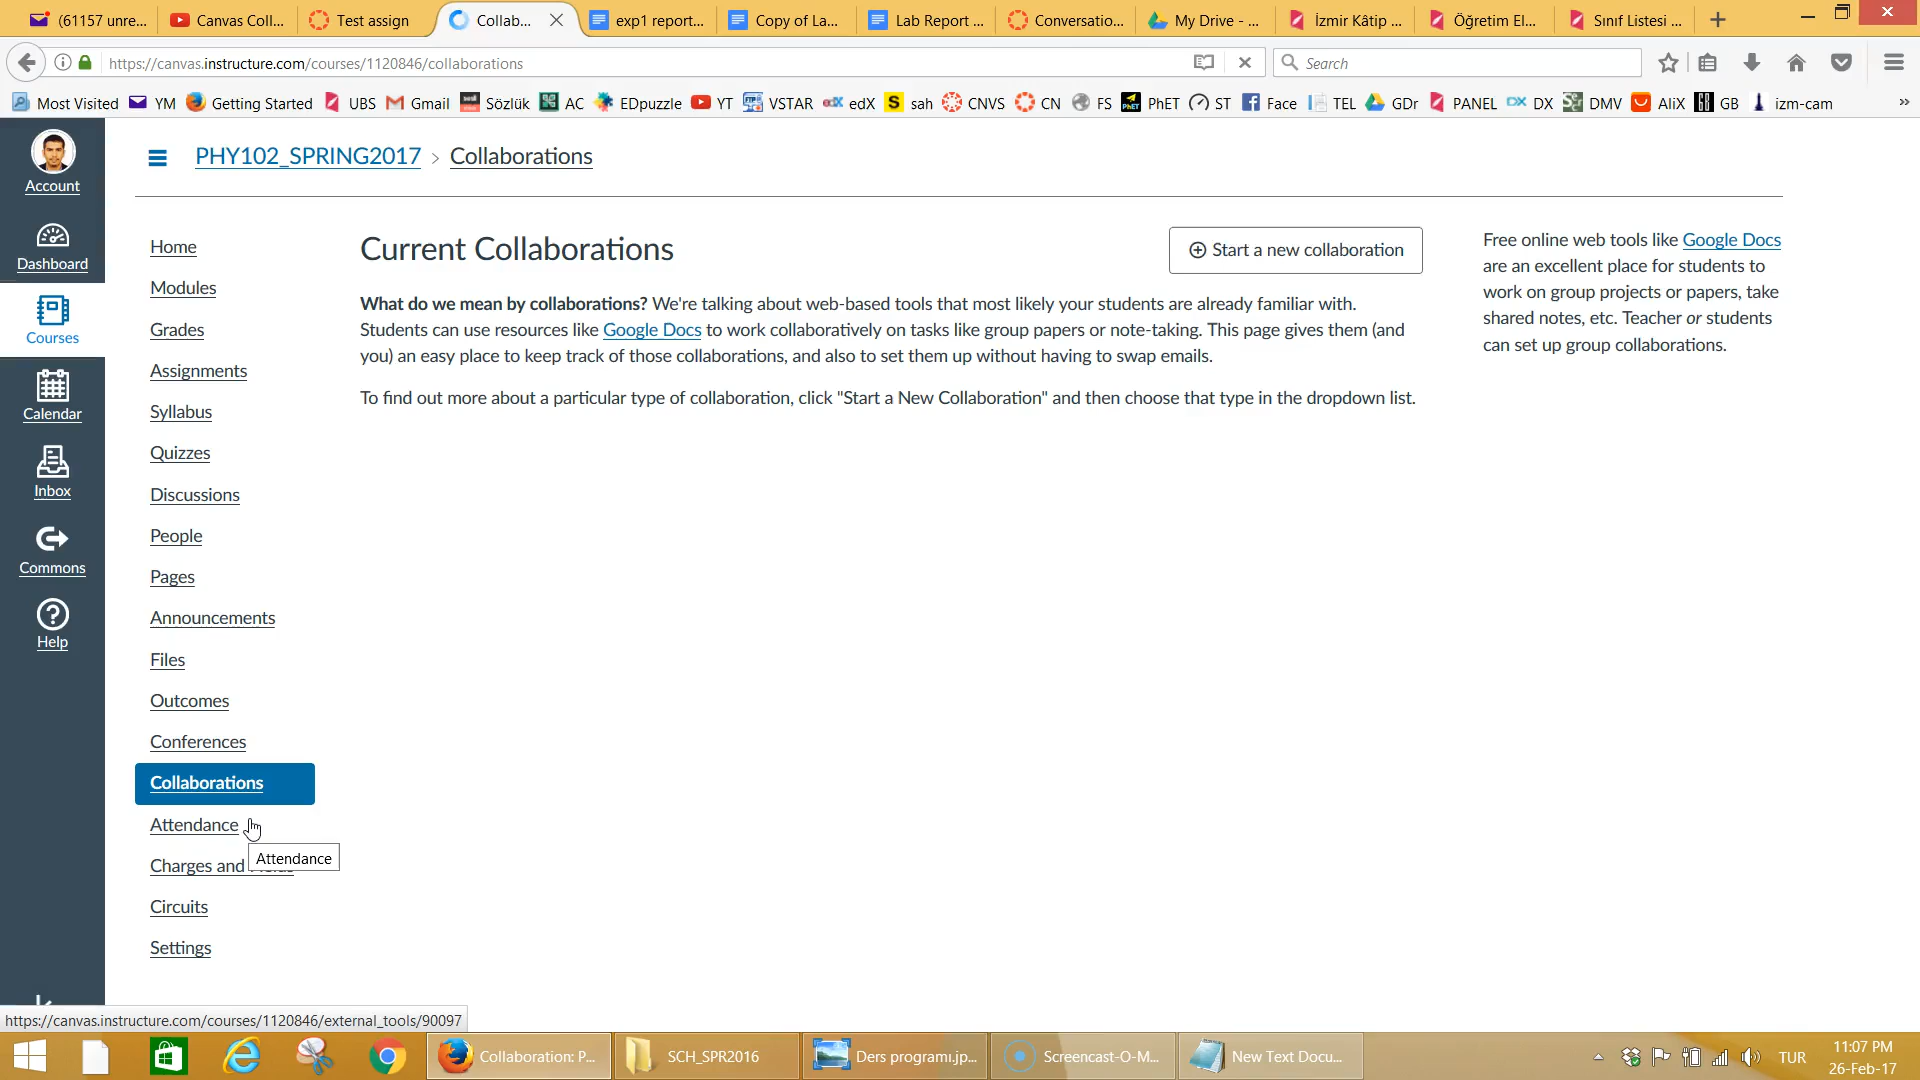 (61157 unre...
Canvas Coll...
Test assign
Collab...
exp1 report...
Copy of La...
Lab Report ...
Conversatio...
My Drive - ...
İzmir Kâtip ...
Öğretim El...
Sınıf Listesi ...
https://canvas.instructure.com/courses/1120846/collaborations
Search
Most Visited
YM
Getting Started
UBS
Gmail
Sözlük
AC
EDpuzzle
YT
VSTAR
edX
sah
CNVS
CN
FS
PhET
ST
Face
TEL
GDr
PANEL
DX
DMV
AliX
GB
izm-cam
Account
Dashboard
Courses
Calendar
Inbox
Commons
Help
PHY102_SPRING2017 > Collaborations
Home
Modules
Grades
Assignments
Syllabus
Quizzes
Discussions
People
Pages
Announcements
Files
Outcomes
Conferences
Collaborations
Attendance
Attendance
Charges and
Circuits
Settings
Current Collaborations
Start a new collaboration
What do we mean by collaborations? We're talking about web-based tools that most likely your students are already familiar with.
Students can use resources like Google Docs to work collaboratively on tasks like group papers or note-taking. This page gives them (and
you) an easy place to keep track of those collaborations, and also to set them up without having to swap emails.
To find out more about a particular type of collaboration, click "Start a New Collaboration" and then choose that type in the dropdown list.
Free online web tools like Google Docs
are an excellent place for students to
work on group projects or papers, take
shared notes, etc. Teacher or students
can set up group collaborations.
https://canvas.instructure.com/courses/1120846/external_tools/90097
Collaboration: P...
SCH_SPR2016
Ders programı.jp...
Screencast-O-M...
New Text Docu...
TUR
11:07 PM
26-Feb-17